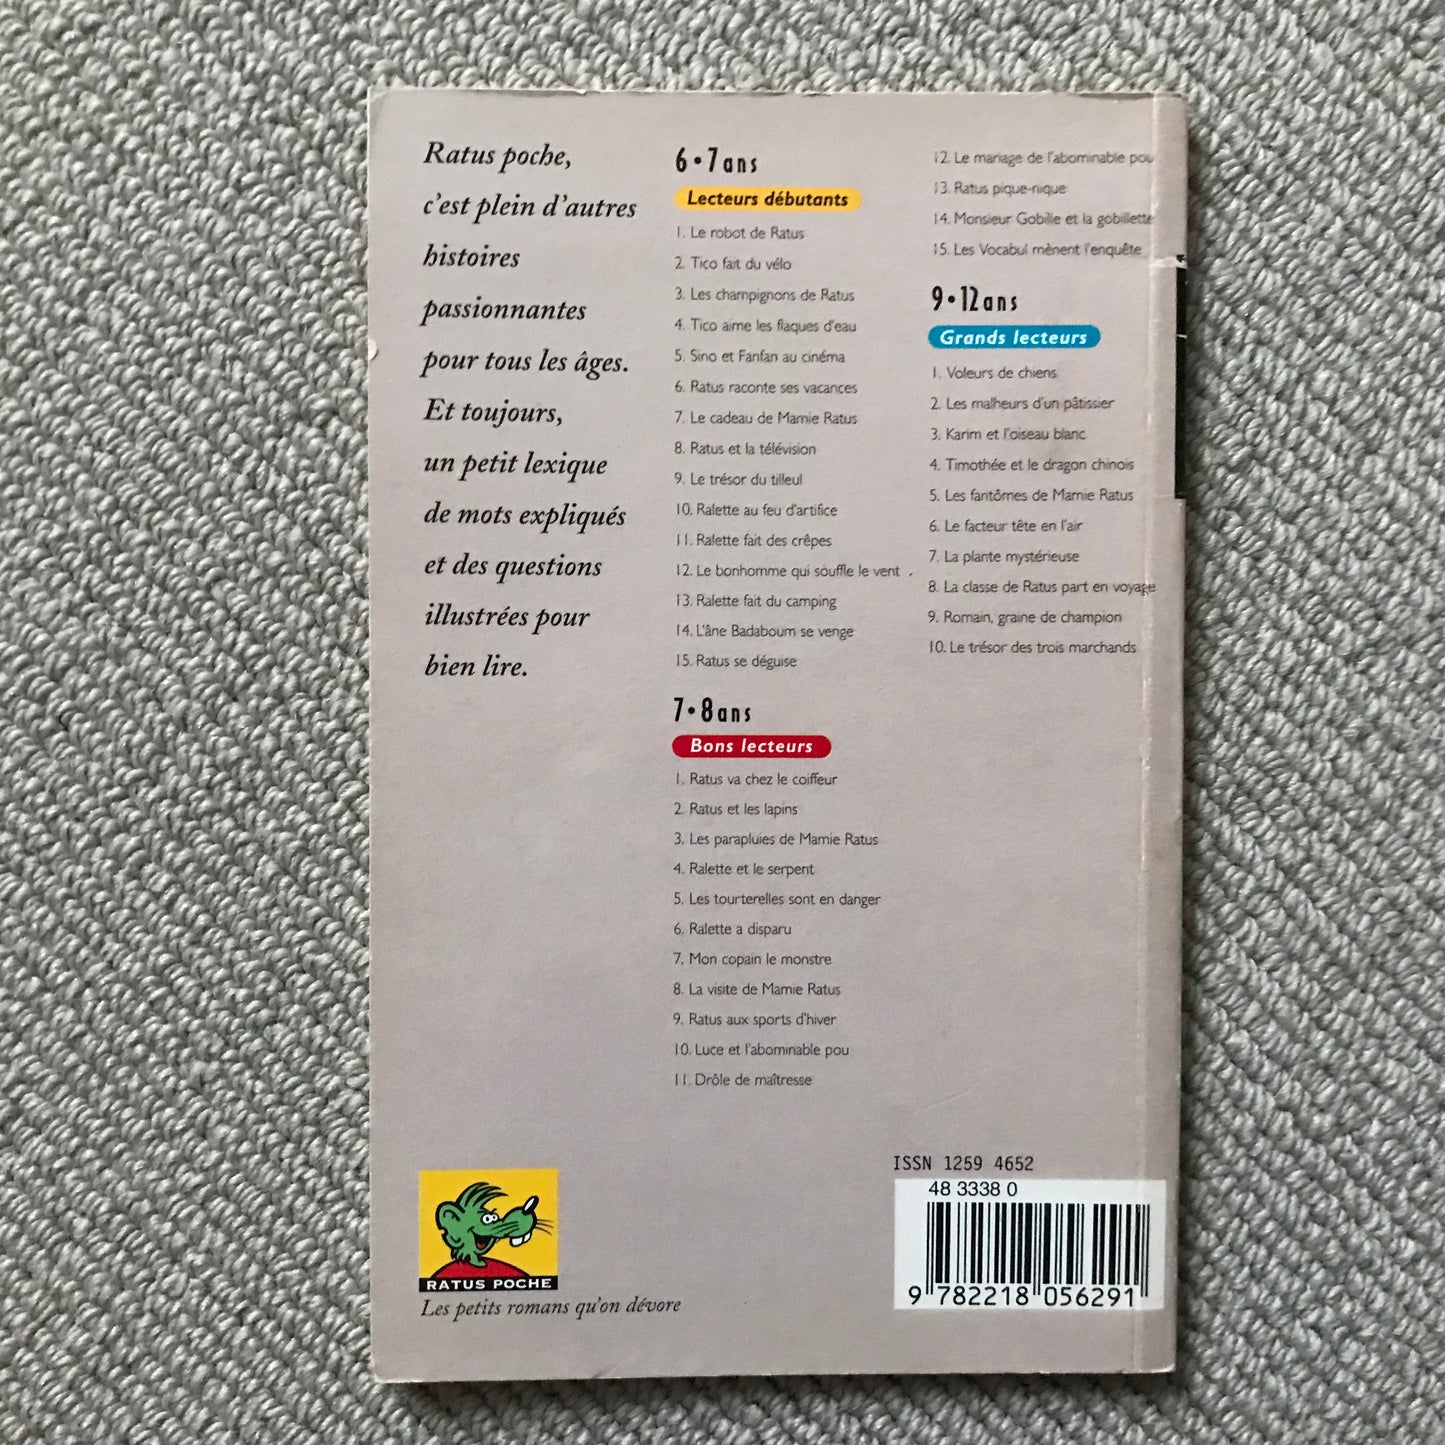 Ratus poche,
c'est plein d'autres
histoires
passionnantes
pour tous les âges.
Et toujours,
un petit lexique
de mots expliqués
et des questions
illustrées pour
bien lire.
6 • 7 ans
Lecteurs débutants
1. Le robot de Ratus
2. Tico fait du vélo
3. Les champignons de Ratus
4. Tico aime les flaques d'eau
5. Sino et Fanfan au cinéma
6. Ratus raconte ses vacances
7. Le cadeau de Mamie Ratus
8. Ratus et la télévision
9. Le trésor du tilleul
10. Ralette au feu d'artifice
11. Ralette fait des crêpes
12. Le bonhomme qui souffle le vent
13. Ralette fait du camping
14. L'âne Badaboum se venge
15. Ratus se déguise
7 • 8 ans
Bons lecteurs
1. Ratus va chez le coiffeur
2. Ratus et les lapins
3. Les parapluies de Mamie Ratus
4. Ralette et le serpent
5. Les tourterelles sont en danger
6. Ralette a disparu
7. Mon copain le monstre
8. La visite de Mamie Ratus
9. Ratus aux sports d'hiver
10. Luce et l'abominable pou
11. Drôle de maîtresse
12. Le mariage de l'abominable pou
13. Ratus pique-nique
14. Monsieur Gobille et la gobillette
15. Les Vocabul mènent l'enquête
9 • 12 ans
Grands lecteurs
1. Voleurs de chiens
2. Les malheurs d'un pâtissier
3. Karim et l'oiseau blanc
4. Timothée et le dragon chinois
5. Les fantômes de Mamie Ratus
6. Le facteur tête en l'air
7. La plante mystérieuse
8. La classe de Ratus part en voyage
9. Romain, graine de champion
10. Le trésor des trois marchands
RATUS POCHE
Les petits romans qu'on dévore
ISSN 1259 4652
48 3338 0
9 782218 056291